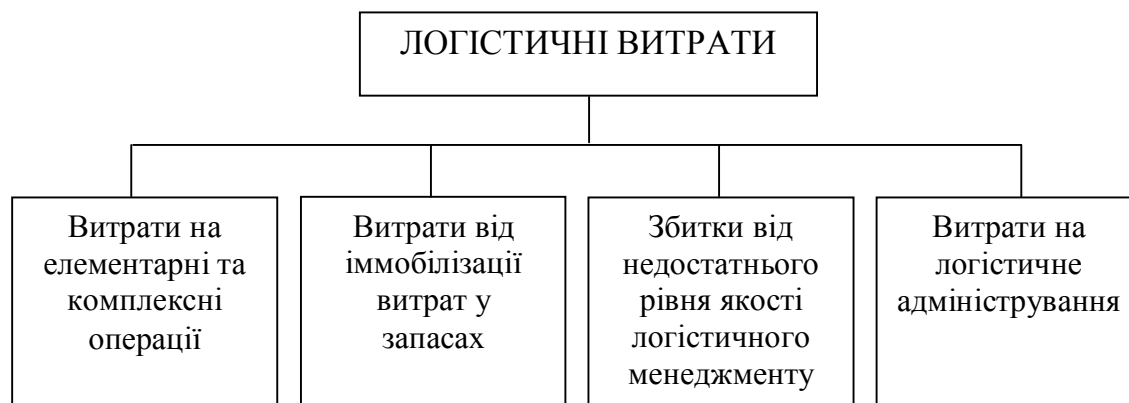 ЛОГІСТИЧНІ ВИТРАТИ
Витрати на
елементарні та
комплексні
операції
Витрати від
іммобілізації
витрат у
запасах
Збитки від
недостатнього
рівня якості
логістичного
менеджменту
Витрати на
логістичне
адміністрування